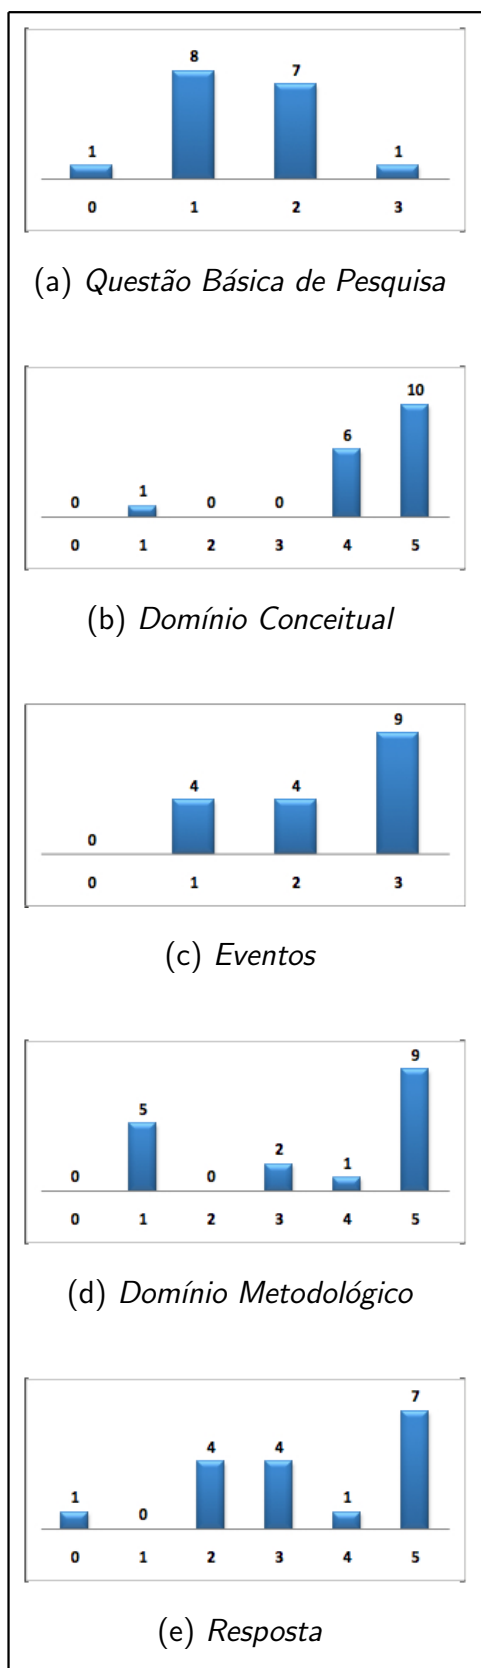 8
7
1 1
0 1 2 3
(a) Questão Básica de Pesquisa
10
6
1
0 0 0
0 1 2 3 4 5
(b) Domínio Conceitual
9
4 4
0
0 1 2 3
(c) Eventos
9
5
2
1
0 0
0 1 2 3 4 5
(d) Domínio Metodológico
7
4 4
1 1
0
0 1 2 3 4 5
(e) Resposta